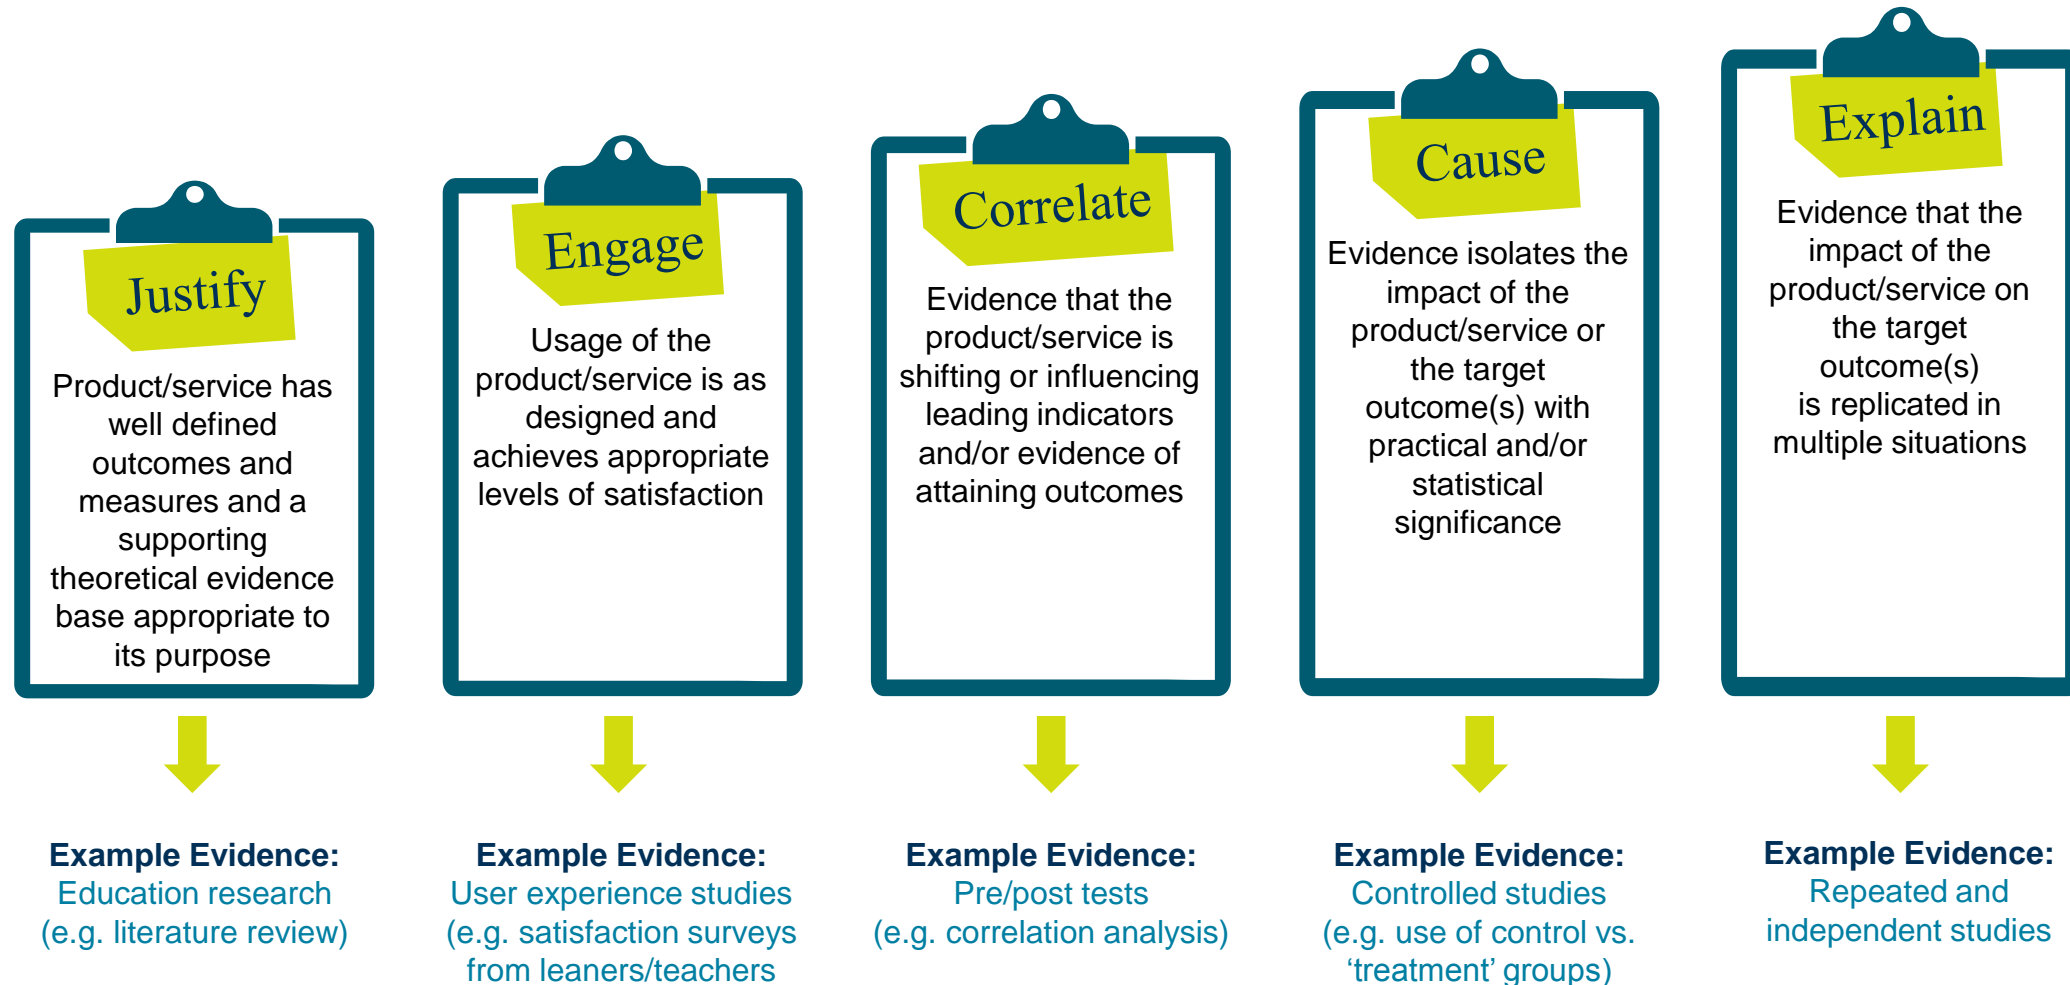 Justify
Product/service has
well defined
outcomes and
measures and a
supporting
theoretical evidence
base appropriate to
its purpose
Example Evidence:
Education research
(e.g. literature review)
Engage
Usage of the
product/service is as
designed and
achieves appropriate
levels of satisfaction
Example Evidence:
User experience studies
(e.g. satisfaction surveys
from leaners/teachers
Correlate
Evidence that the
product/service is
shifting or influencing
leading indicators
and/or evidence of
attaining outcomes
Example Evidence:
Pre/post tests
(e.g. correlation analysis)
Cause
Evidence isolates the
impact of the
product/service or
the target
outcome(s) with
practical and/or
statistical
significance
Example Evidence:
Controlled studies
(e.g. use of control vs.
‘treatment’ groups)
Explain
Evidence that the
impact of the
product/service on
the target
outcome(s)
is replicated in
multiple situations
Example Evidence:
Repeated and
independent studies